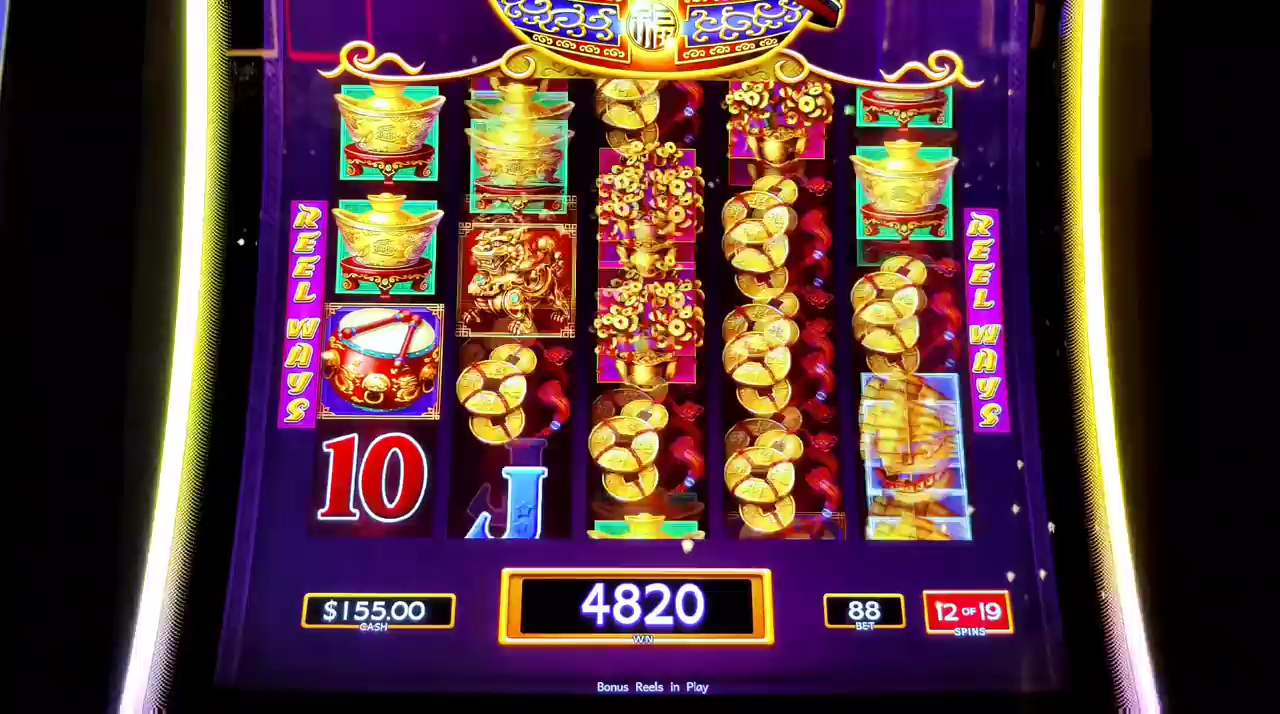 福
REEL WAYS
REEL WAYS
10
J
$155.00
CASH
4820
WIN
88
BET
12 OF 19
SPINS
Bonus Reels in Play